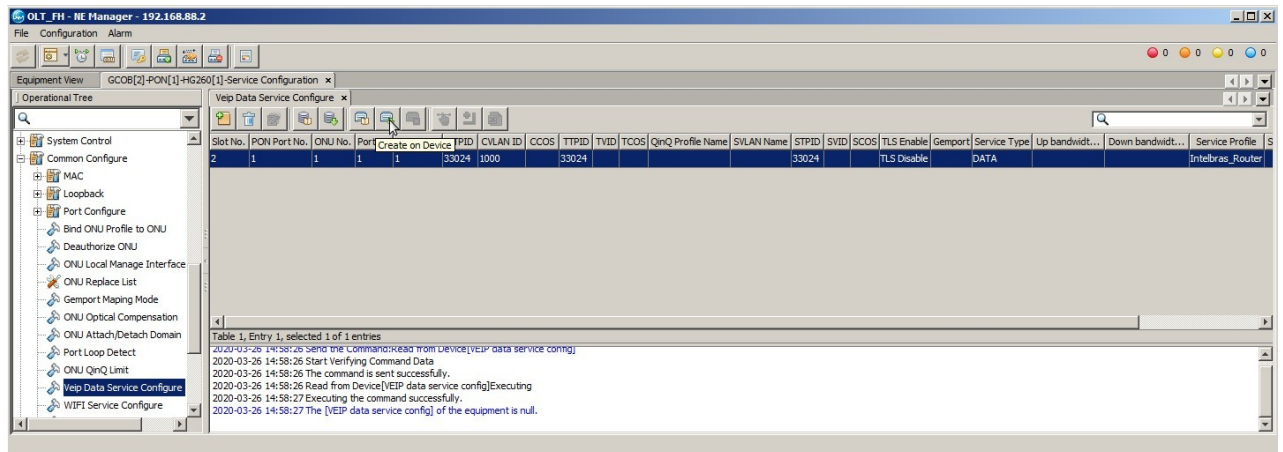 OLT_FH - NE Manager - 192.168.88.2
File Configuration Alarm
0 0 0 0
Equipment View GCOB[2]-PON[1]-HG260[1]-Service Configuration
Operational Tree
Veip Data Service Configure
System Control
Common Configure
MAC
Loopback
Port Configure
Bind ONU Profile to ONU
Deauthorize ONU
ONU Local Manage Interface
ONU Replace List
Gemport Maping Mode
ONU Optical Compensation
ONU Attach/Detach Domain
Port Loop Detect
ONU QinQ Limit
Veip Data Service Configure
WIFI Service Configure
Create on Device
Slot No. PON Port No. ONU No. Port TPID CVLAN ID CCOS TTPID TVID TCOS QinQ Profile Name SVLAN Name STPID SVID SCOS TLS Enable Gemport Service Type Up bandwidt... Down bandwidt... Service Profile S
2 1 1 1 1 33024 1000 33024 33024 TLS Disable DATA Intelbras_Router
Table 1, Entry 1, selected 1 of 1 entries
2020-03-26 14:58:26 Send the Command:Read from Device[VEIP data service config]
2020-03-26 14:58:26 Start Verifying Command Data
2020-03-26 14:58:26 The command is sent successfully.
2020-03-26 14:58:26 Read from Device[VEIP data service config]Executing
2020-03-26 14:58:27 Executing the command successfully.
2020-03-26 14:58:27 The [VEIP data service config] of the equipment is null.